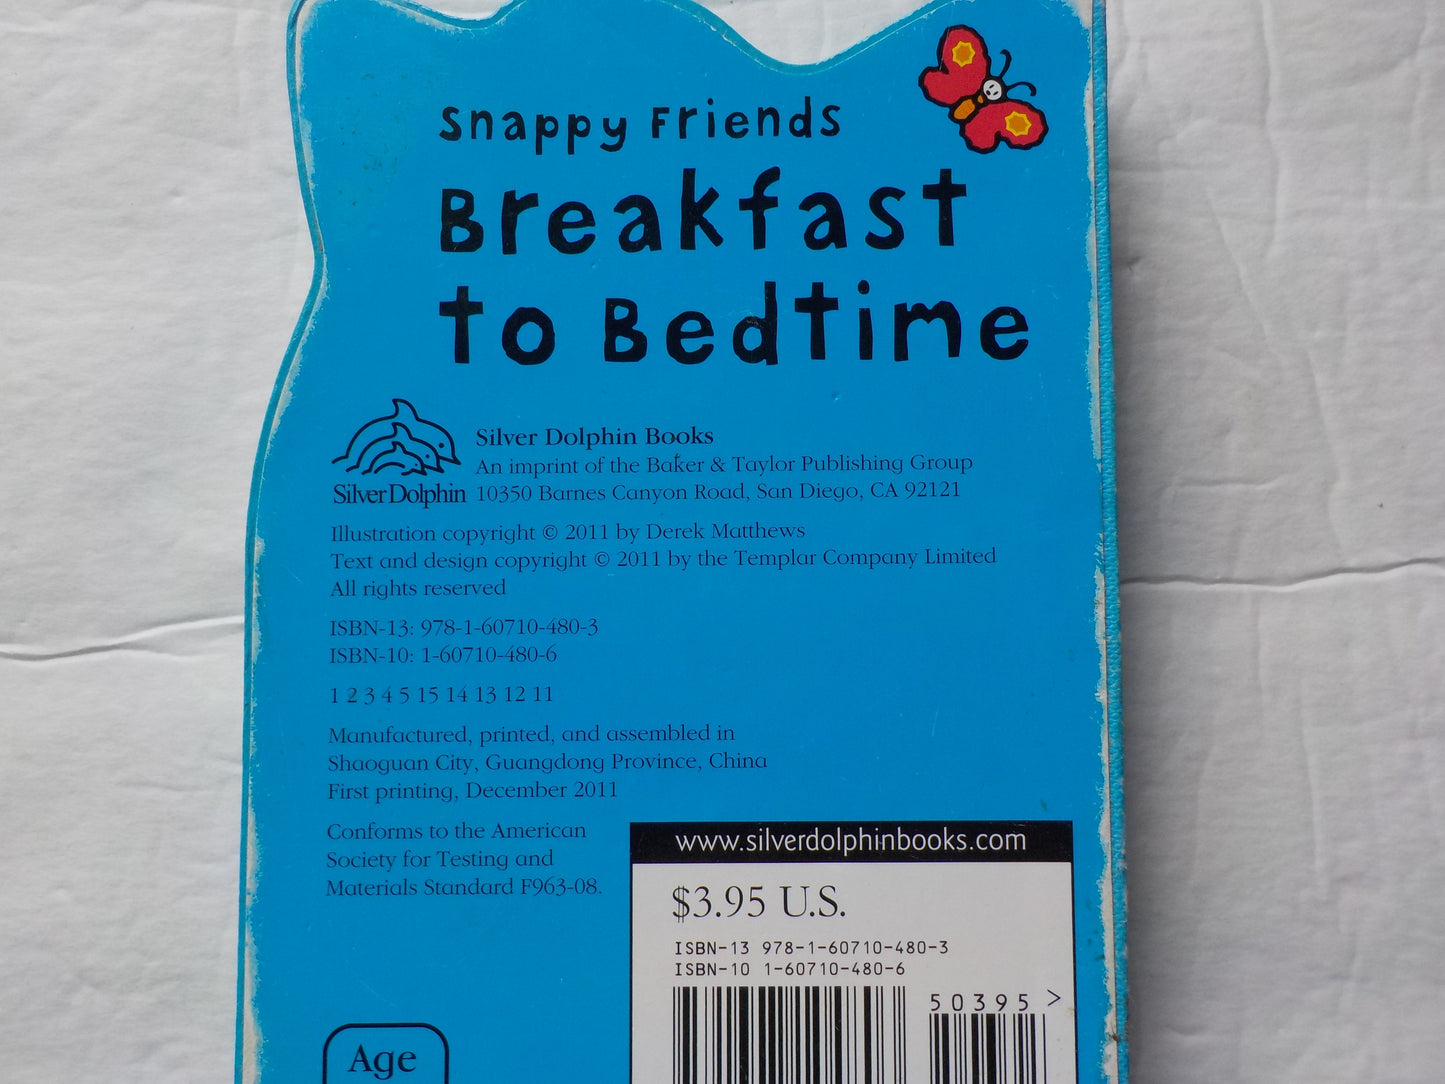 Snappy Friends
Breakfast
to Bedtime
Silver Dolphin Books
An imprint of the Baker & Taylor Publishing Group
10350 Barnes Canyon Road, San Diego, CA 92121
Silver Dolphin
Illustration copyright © 2011 by Derek Matthews
Text and design copyright © 2011 by the Templar Company Limited
All rights reserved
ISBN-13: 978-1-60710-480-3
ISBN-10: 1-60710-480-6
1 2 3 4 5 15 14 13 12 11
Manufactured, printed, and assembled in
Shaoguan City, Guangdong Province, China
First printing, December 2011
Conforms to the American
Society for Testing and
Materials Standard F963-08.
www.silverdolphinbooks.com
$3.95 U.S.
ISBN-13 978-1-60710-480-3
ISBN-10 1-60710-480-6
50395 >
Age